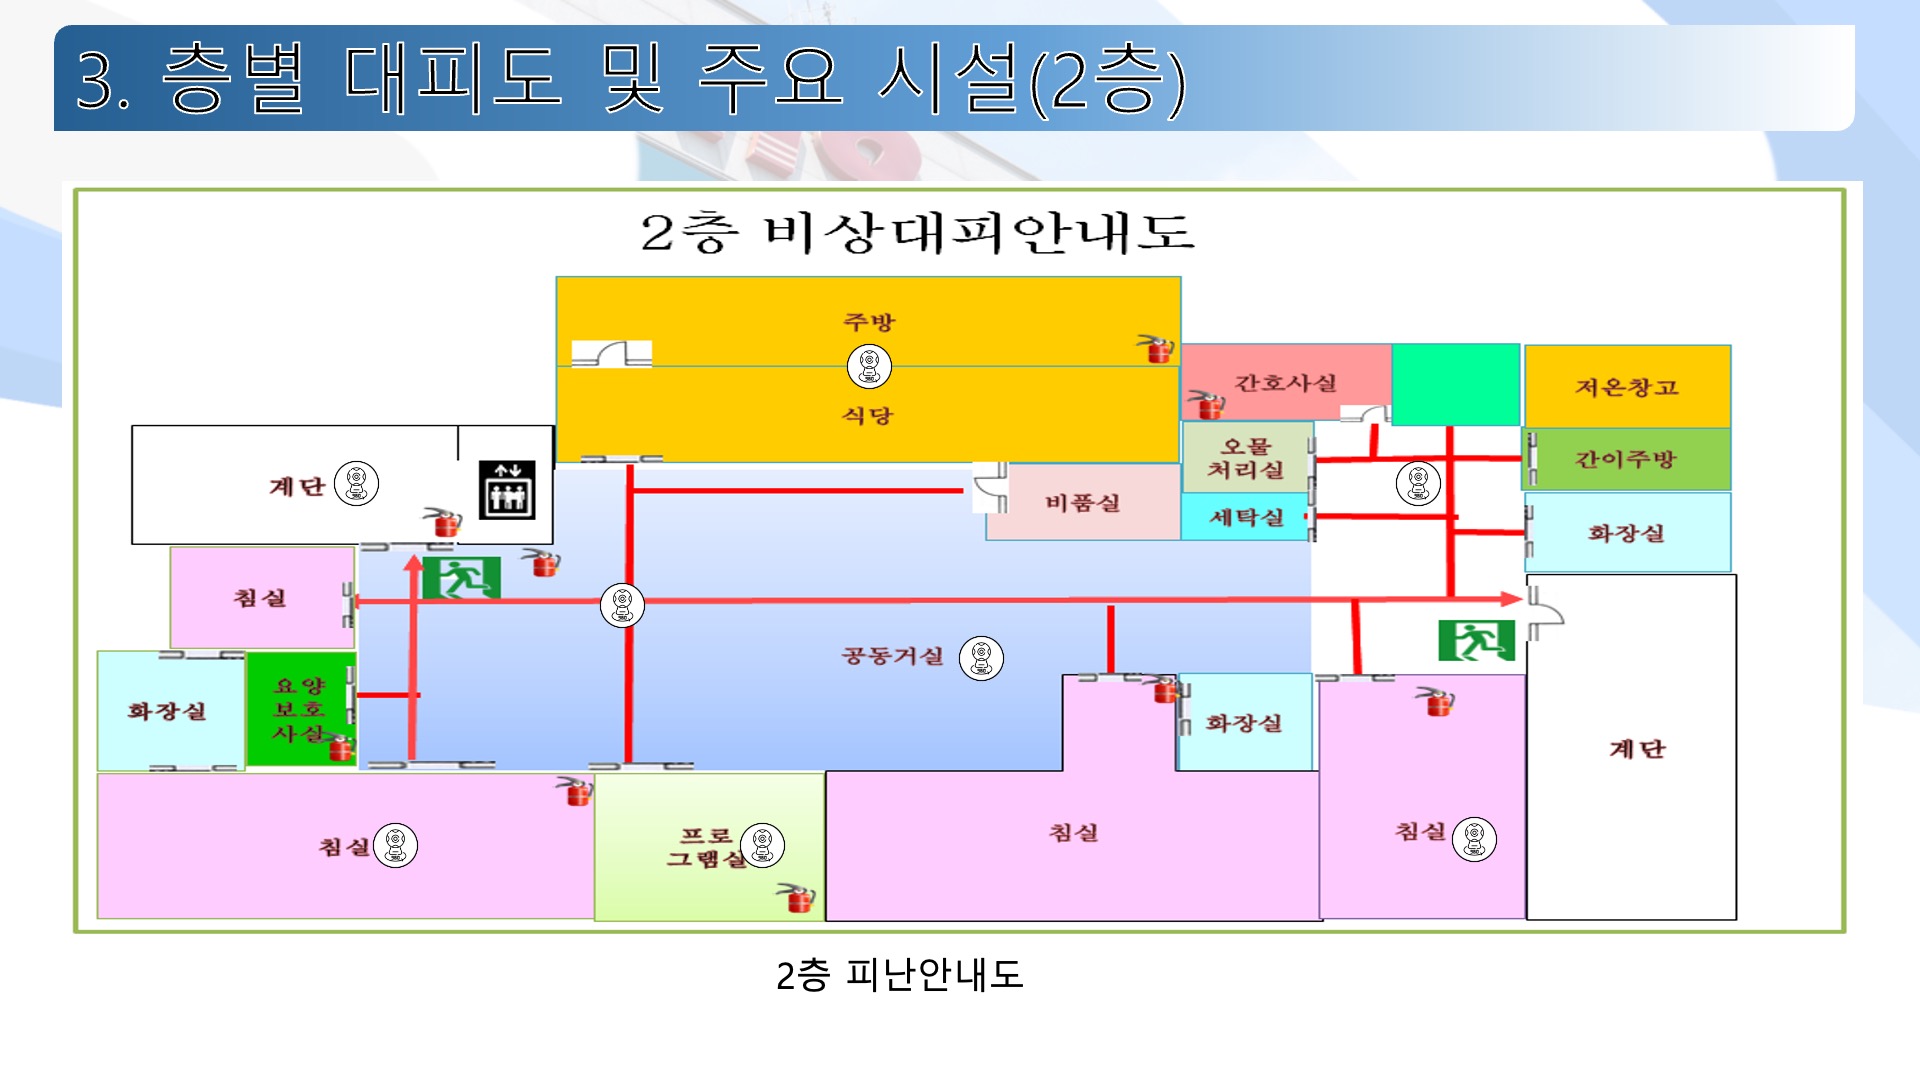 3. 층별 대피도 및 주요 시설(2층)
2층 비상대피안내도
주방
식당
간호사실
저온창고
오물
처리실
간이주방
계단
비품실
세탁실
화장실
침실
공동거실
화장실
요양
보호
사실
화장실
계단
침실
프로
그램실
침실
침실
2층 피난안내도